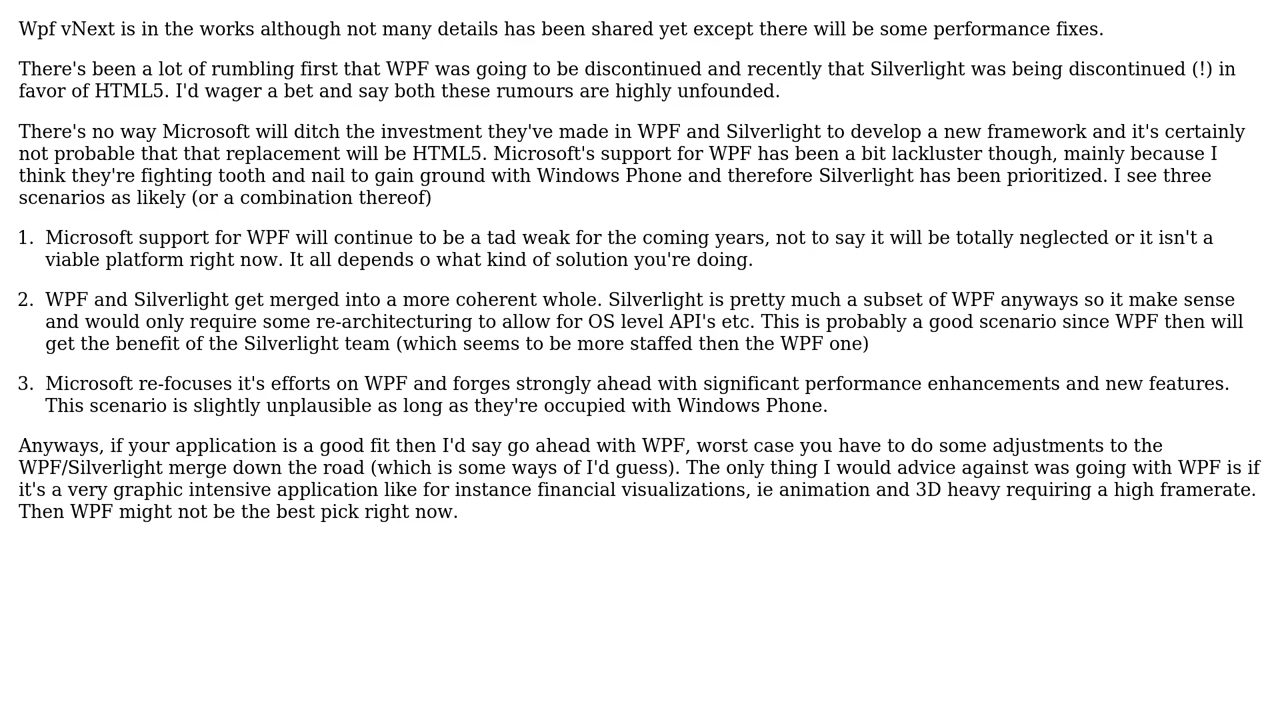 Wpf vNext is in the works although not many details has been shared yet except there will be some performance fixes.
There's been a lot of rumbling first that WPF was going to be discontinued and recently that Silverlight was being discontinued (!) in
favor of HTML5. I'd wager a bet and say both these rumours are highly unfounded.
There's no way Microsoft will ditch the investment they've made in WPF and Silverlight to develop a new framework and it's certainly
not probable that that replacement will be HTML5. Microsoft's support for WPF has been a bit lackluster though, mainly because I
think they're fighting tooth and nail to gain ground with Windows Phone and therefore Silverlight has been prioritized. I see three
scenarios as likely (or a combination thereof)
1. Microsoft support for WPF will continue to be a tad weak for the coming years, not to say it will be totally neglected or it isn't a
viable platform right now. It all depends o what kind of solution you're doing.
2. WPF and Silverlight get merged into a more coherent whole. Silverlight is pretty much a subset of WPF anyways so it make sense
and would only require some re-architecturing to allow for OS level API's etc. This is probably a good scenario since WPF then will
get the benefit of the Silverlight team (which seems to be more staffed then the WPF one)
3. Microsoft re-focuses it's efforts on WPF and forges strongly ahead with significant performance enhancements and new features.
This scenario is slightly unplausible as long as they're occupied with Windows Phone.
Anyways, if your application is a good fit then I'd say go ahead with WPF, worst case you have to do some adjustments to the
WPF/Silverlight merge down the road (which is some ways of I'd guess). The only thing I would advice against was going with WPF is if
it's a very graphic intensive application like for instance financial visualizations, ie animation and 3D heavy requiring a high framerate.
Then WPF might not be the best pick right now.